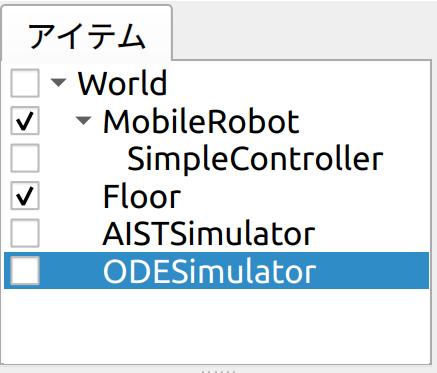 アイテム
World
MobileRobot
SimpleController
Floor
AISTSimulator
ODESimulator